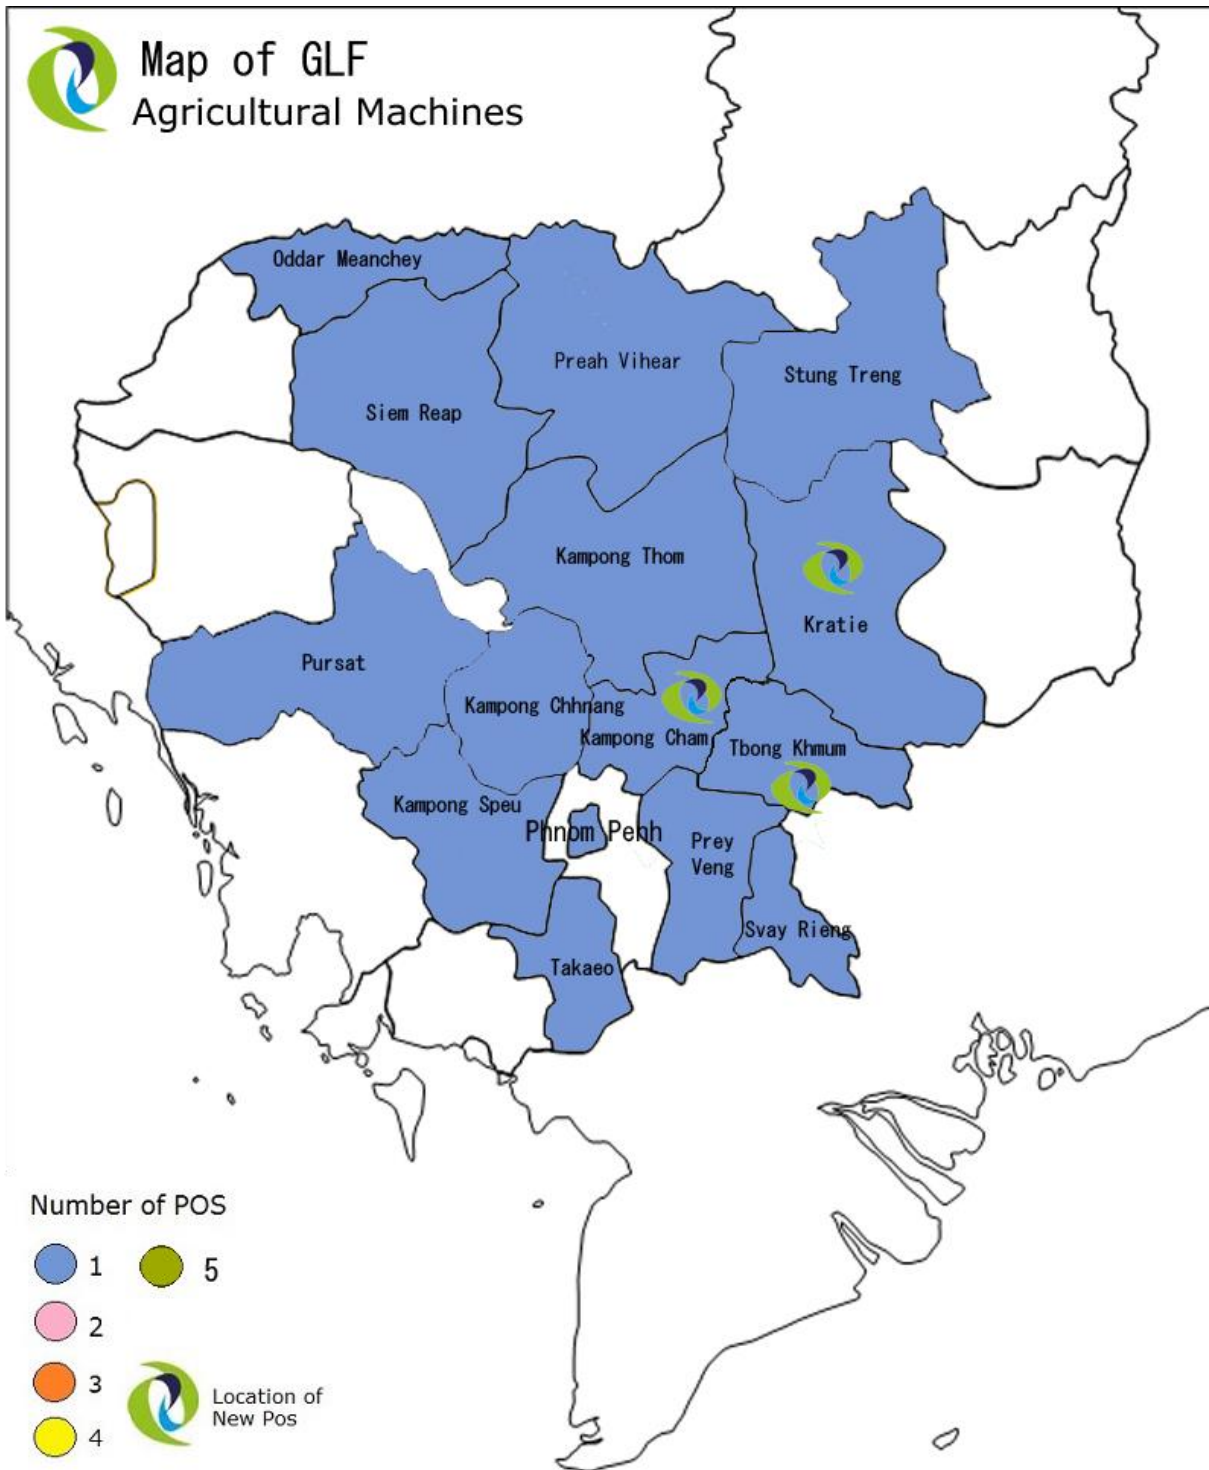 Map of GLF
Agricultural Machines
Oddar Meanchey
Preah Vihear
Stung Treng
Siem Reap
Kampong Thom
Kratie
Pursat
Kampong Chhnang
Kampong Cham
Tbong Khmum
Kampong Speu
Phnom Penh
Prey
Veng
Svay Rieng
Takaeo
Number of POS
1
5
2
3
4
Location of
New Pos